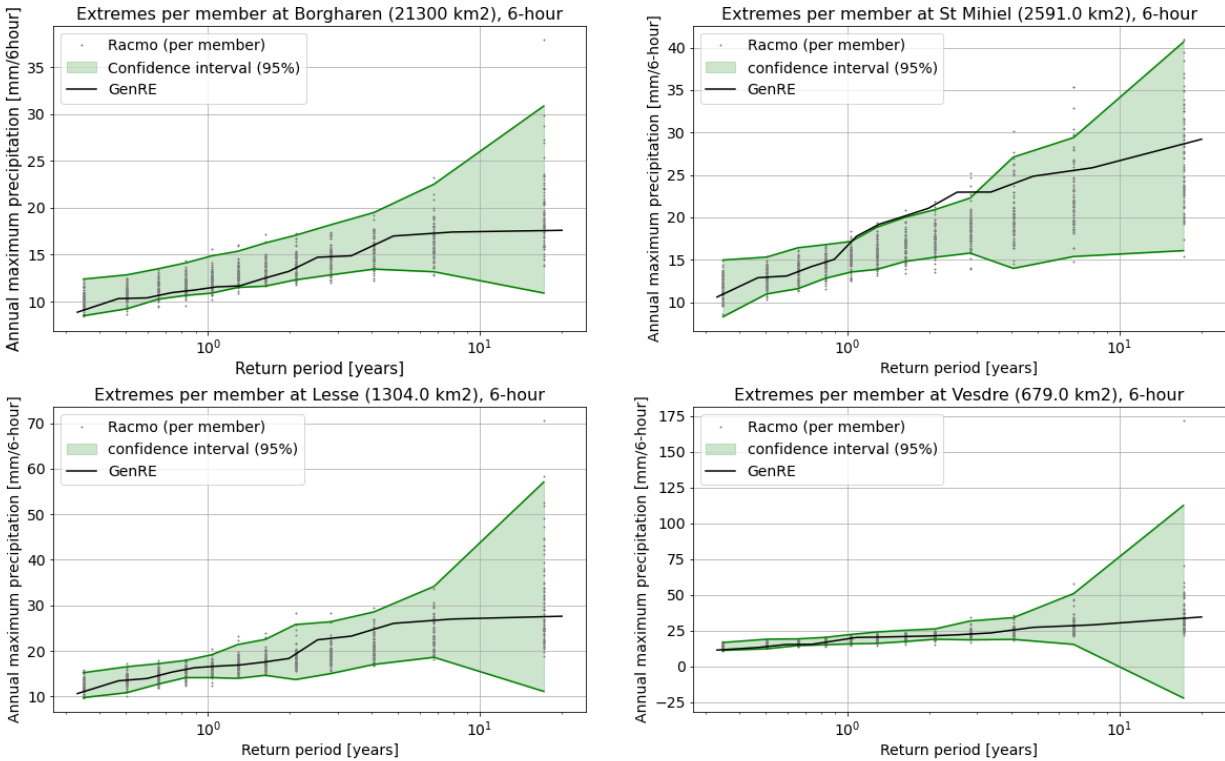 Extremes per member at Borgharen (21300 km2), 6-hour
Annual maximum precipitation [mm/6hour]
35
30
25
20
15
10
Racmo (per member)
Confidence interval (95%)
GenRE
10⁰
10¹
Return period [years]
Extremes per member at St Mihiel (2591.0 km2), 6-hour
Annual maximum precipitation [mm/6-hour]
40
35
30
25
20
15
10
Racmo (per member)
confidence interval (95%)
GenRE
10⁰
10¹
Return period [years]
Extremes per member at Lesse (1304.0 km2), 6-hour
Annual maximum precipitation [mm/6-hour]
70
60
50
40
30
20
10
Racmo (per member)
confidence interval (95%)
GenRE
10⁰
10¹
Return period [years]
Extremes per member at Vesdre (679.0 km2), 6-hour
Annual maximum precipitation [mm/6-hour]
175
150
125
100
75
50
25
0
−25
Racmo (per member)
confidence interval (95%)
GenRE
10⁰
10¹
Return period [years]